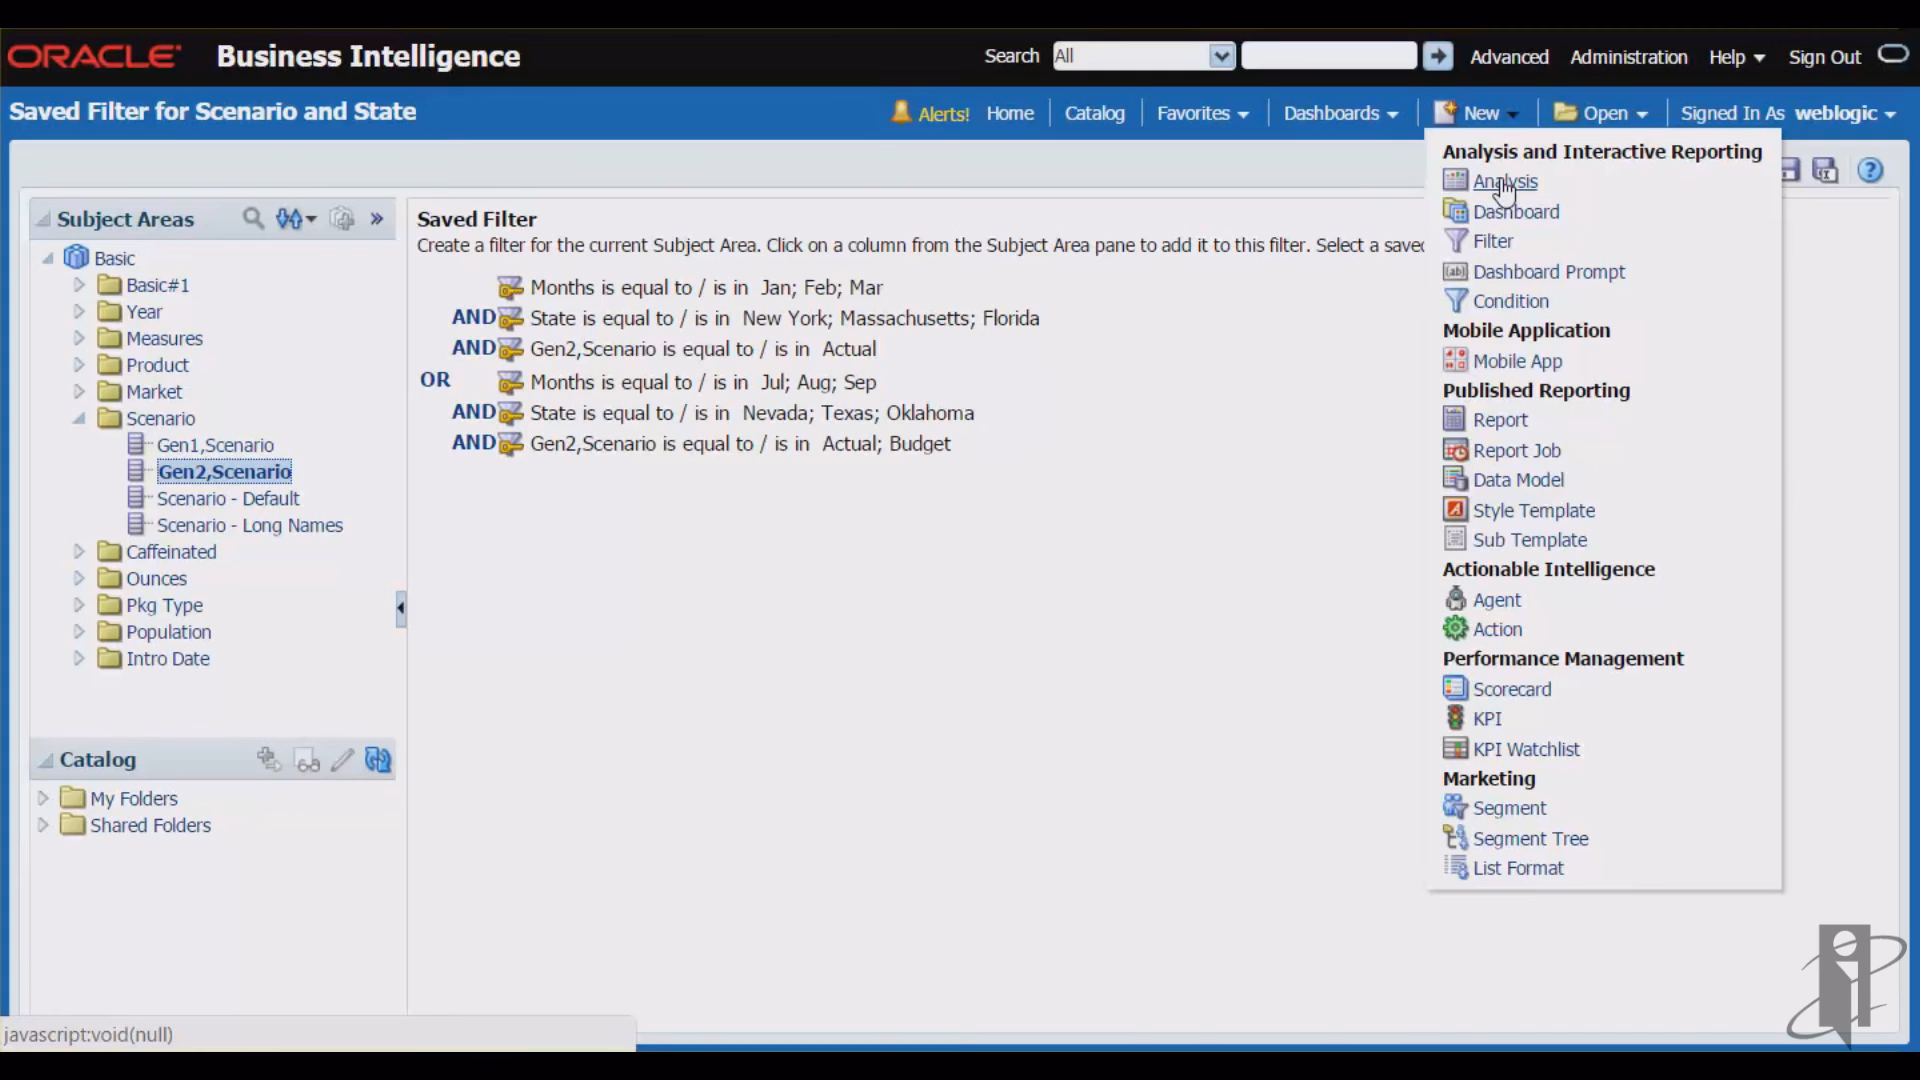 ORACLE Business Intelligence
Search All Advanced Administration Help Sign Out
Saved Filter for Scenario and State
Alerts! Home Catalog Favorites Dashboards New Open Signed In As weblogic
Subject Areas
Basic
Basic#1
Year
Measures
Product
Market
Scenario
Gen1,Scenario
Gen2,Scenario
Scenario - Default
Scenario - Long Names
Caffeinated
Ounces
Pkg Type
Population
Intro Date
Catalog
My Folders
Shared Folders
Saved Filter
Create a filter for the current Subject Area. Click on a column from the Subject Area pane to add it to this filter. Select a saved
Months is equal to / is in Jan; Feb; Mar
AND State is equal to / is in New York; Massachusetts; Florida
AND Gen2,Scenario is equal to / is in Actual
OR Months is equal to / is in Jul; Aug; Sep
AND State is equal to / is in Nevada; Texas; Oklahoma
AND Gen2,Scenario is equal to / is in Actual; Budget
Analysis and Interactive Reporting
Analysis
Dashboard
Filter
Dashboard Prompt
Condition
Mobile Application
Mobile App
Published Reporting
Report
Report Job
Data Model
Style Template
Sub Template
Actionable Intelligence
Agent
Action
Performance Management
Scorecard
KPI
KPI Watchlist
Marketing
Segment
Segment Tree
List Format
javascript:void(null)